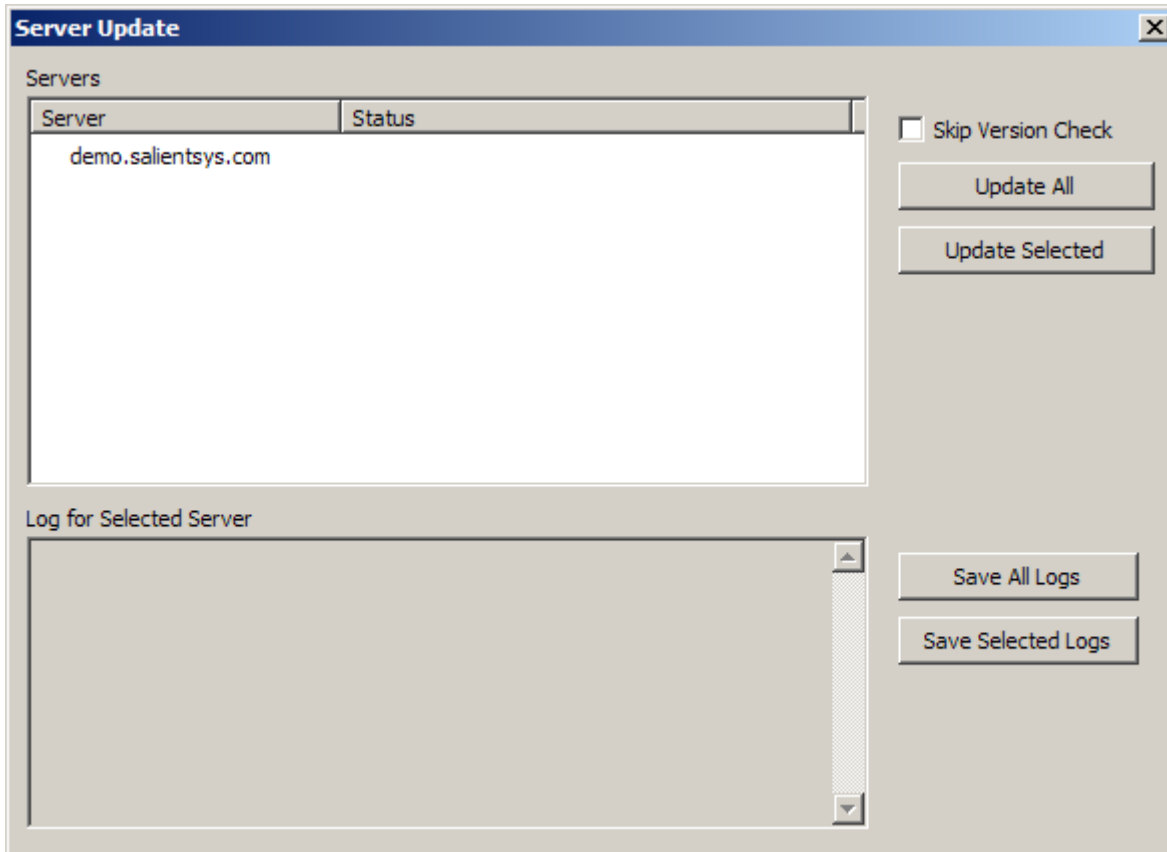 Server Update
Servers
Server Status
demo.salientsys.com
Skip Version Check
Update All
Update Selected
Log for Selected Server
Save All Logs
Save Selected Logs